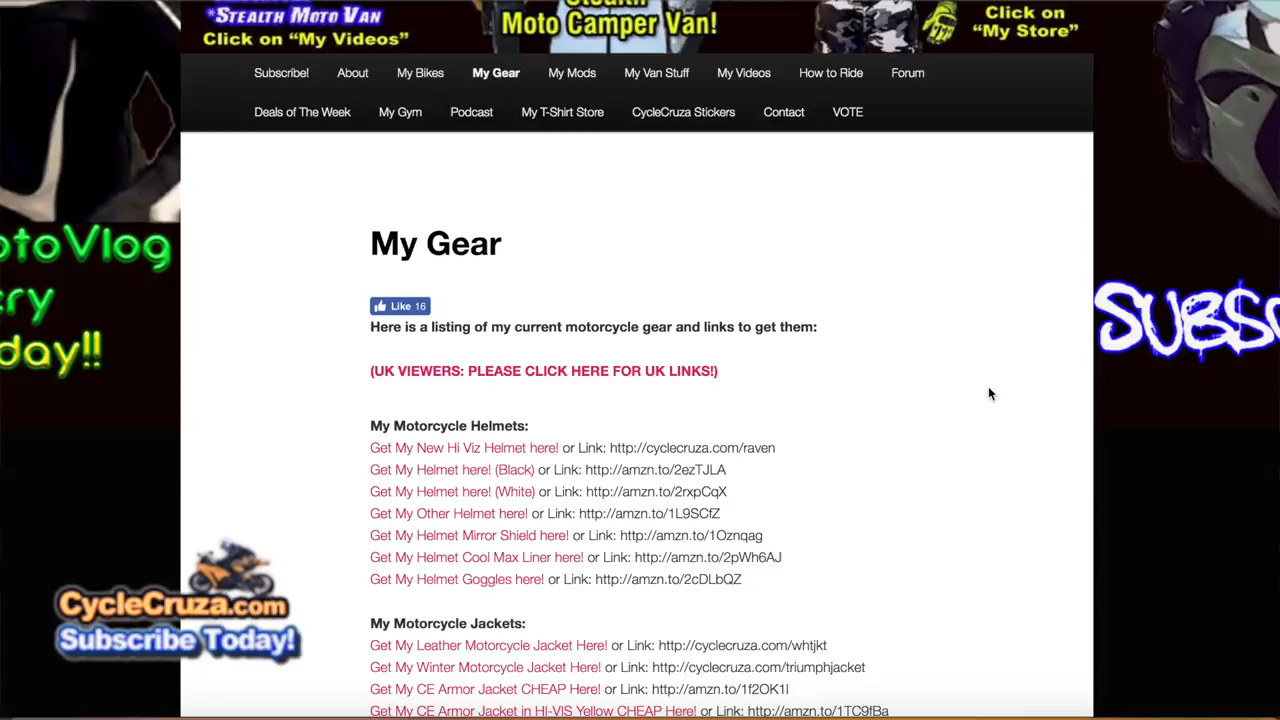 *STEALTH MOTO VAN
Click on "My Videos"
Stealth
Moto Camper Van!
Click on
"My Store"
Subscribe! About My Bikes My Gear My Mods My Van Stuff My Videos How to Ride Forum
Deals of The Week My Gym Podcast My T-Shirt Store CycleCruza Stickers Contact VOTE
otoVlog
ery
day!!
SUBSC
My Gear
Like 16
Here is a listing of my current motorcycle gear and links to get them:
(UK VIEWERS: PLEASE CLICK HERE FOR UK LINKS!)
My Motorcycle Helmets:
Get My New Hi Viz Helmet here! or Link: http://cyclecruza.com/raven
Get My Helmet here! (Black) or Link: http://amzn.to/2ezTJLA
Get My Helmet here! (White) or Link: http://amzn.to/2rxpCqX
Get My Other Helmet here! or Link: http://amzn.to/1L9SCfZ
Get My Helmet Mirror Shield here! or Link: http://amzn.to/1Oznqag
Get My Helmet Cool Max Liner here! or Link: http://amzn.to/2pWh6AJ
Get My Helmet Goggles here! or Link: http://amzn.to/2cDLbQZ
My Motorcycle Jackets:
Get My Leather Motorcycle Jacket Here! or Link: http://cyclecruza.com/whtjkt
Get My Winter Motorcycle Jacket Here! or Link: http://cyclecruza.com/triumphjacket
Get My CE Armor Jacket CHEAP Here! or Link: http://amzn.to/1f2OK1l
Get My CE Armor Jacket in HI-VIS Yellow CHEAP Here! or Link: http://amzn.to/1TC9fBa
CycleCruza.com
Subscribe Today!